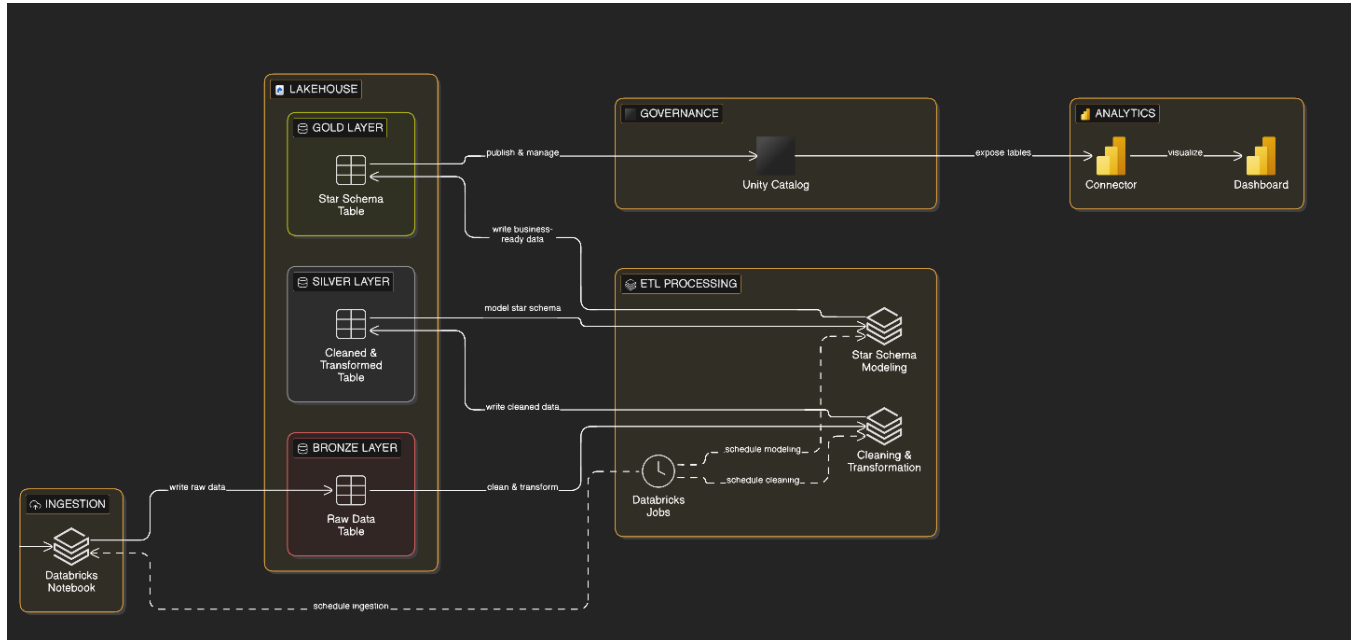 LAKEHOUSE
GOLD LAYER
Star Schema
Table
SILVER LAYER
Cleaned &
Transformed
Table
BRONZE LAYER
Raw Data
Table
INGESTION
Databricks
Notebook
write raw data
schedule ingestion
publish & manage
write business-
ready data
model star schema
write cleaned data
clean & transform
GOVERNANCE
Unity Catalog
expose tables
ETL PROCESSING
Star Schema
Modeling
Cleaning &
Transformation
schedule modeling
schedule cleaning
Databricks
Jobs
ANALYTICS
Connector
visualize
Dashboard